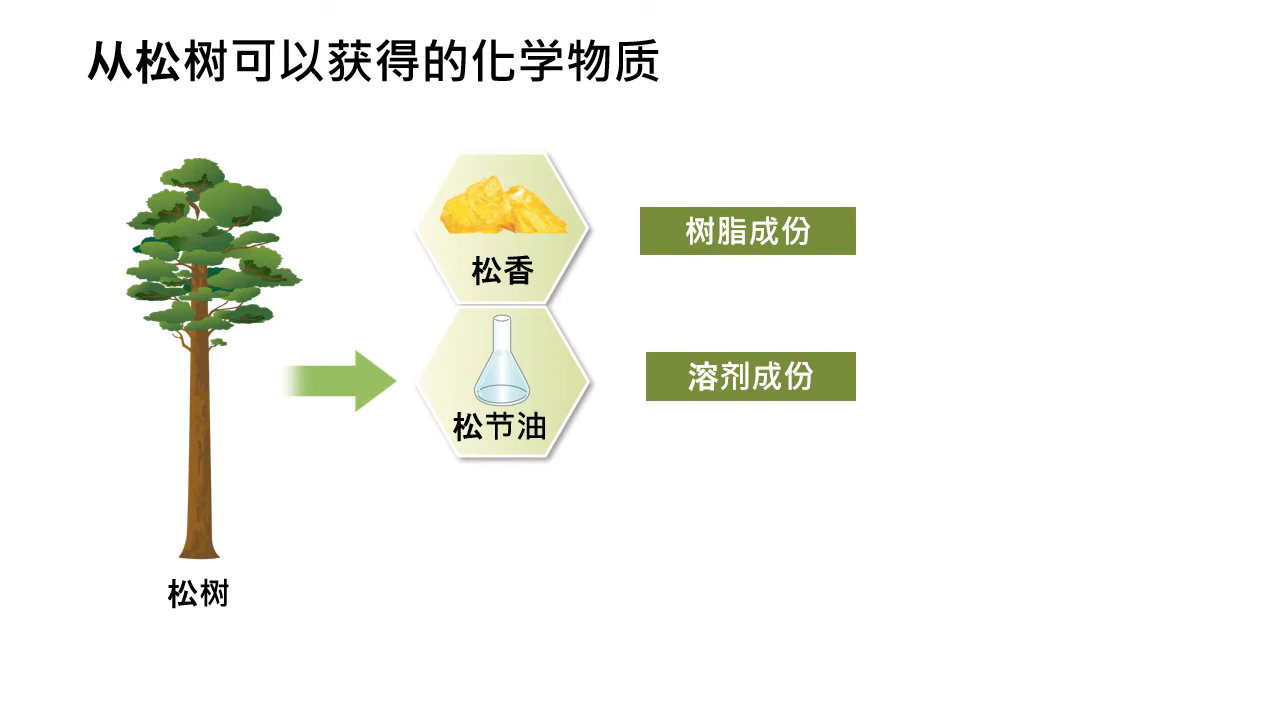 从松树可以获得的化学物质
松香
树脂成份
松节油
溶剂成份
松树